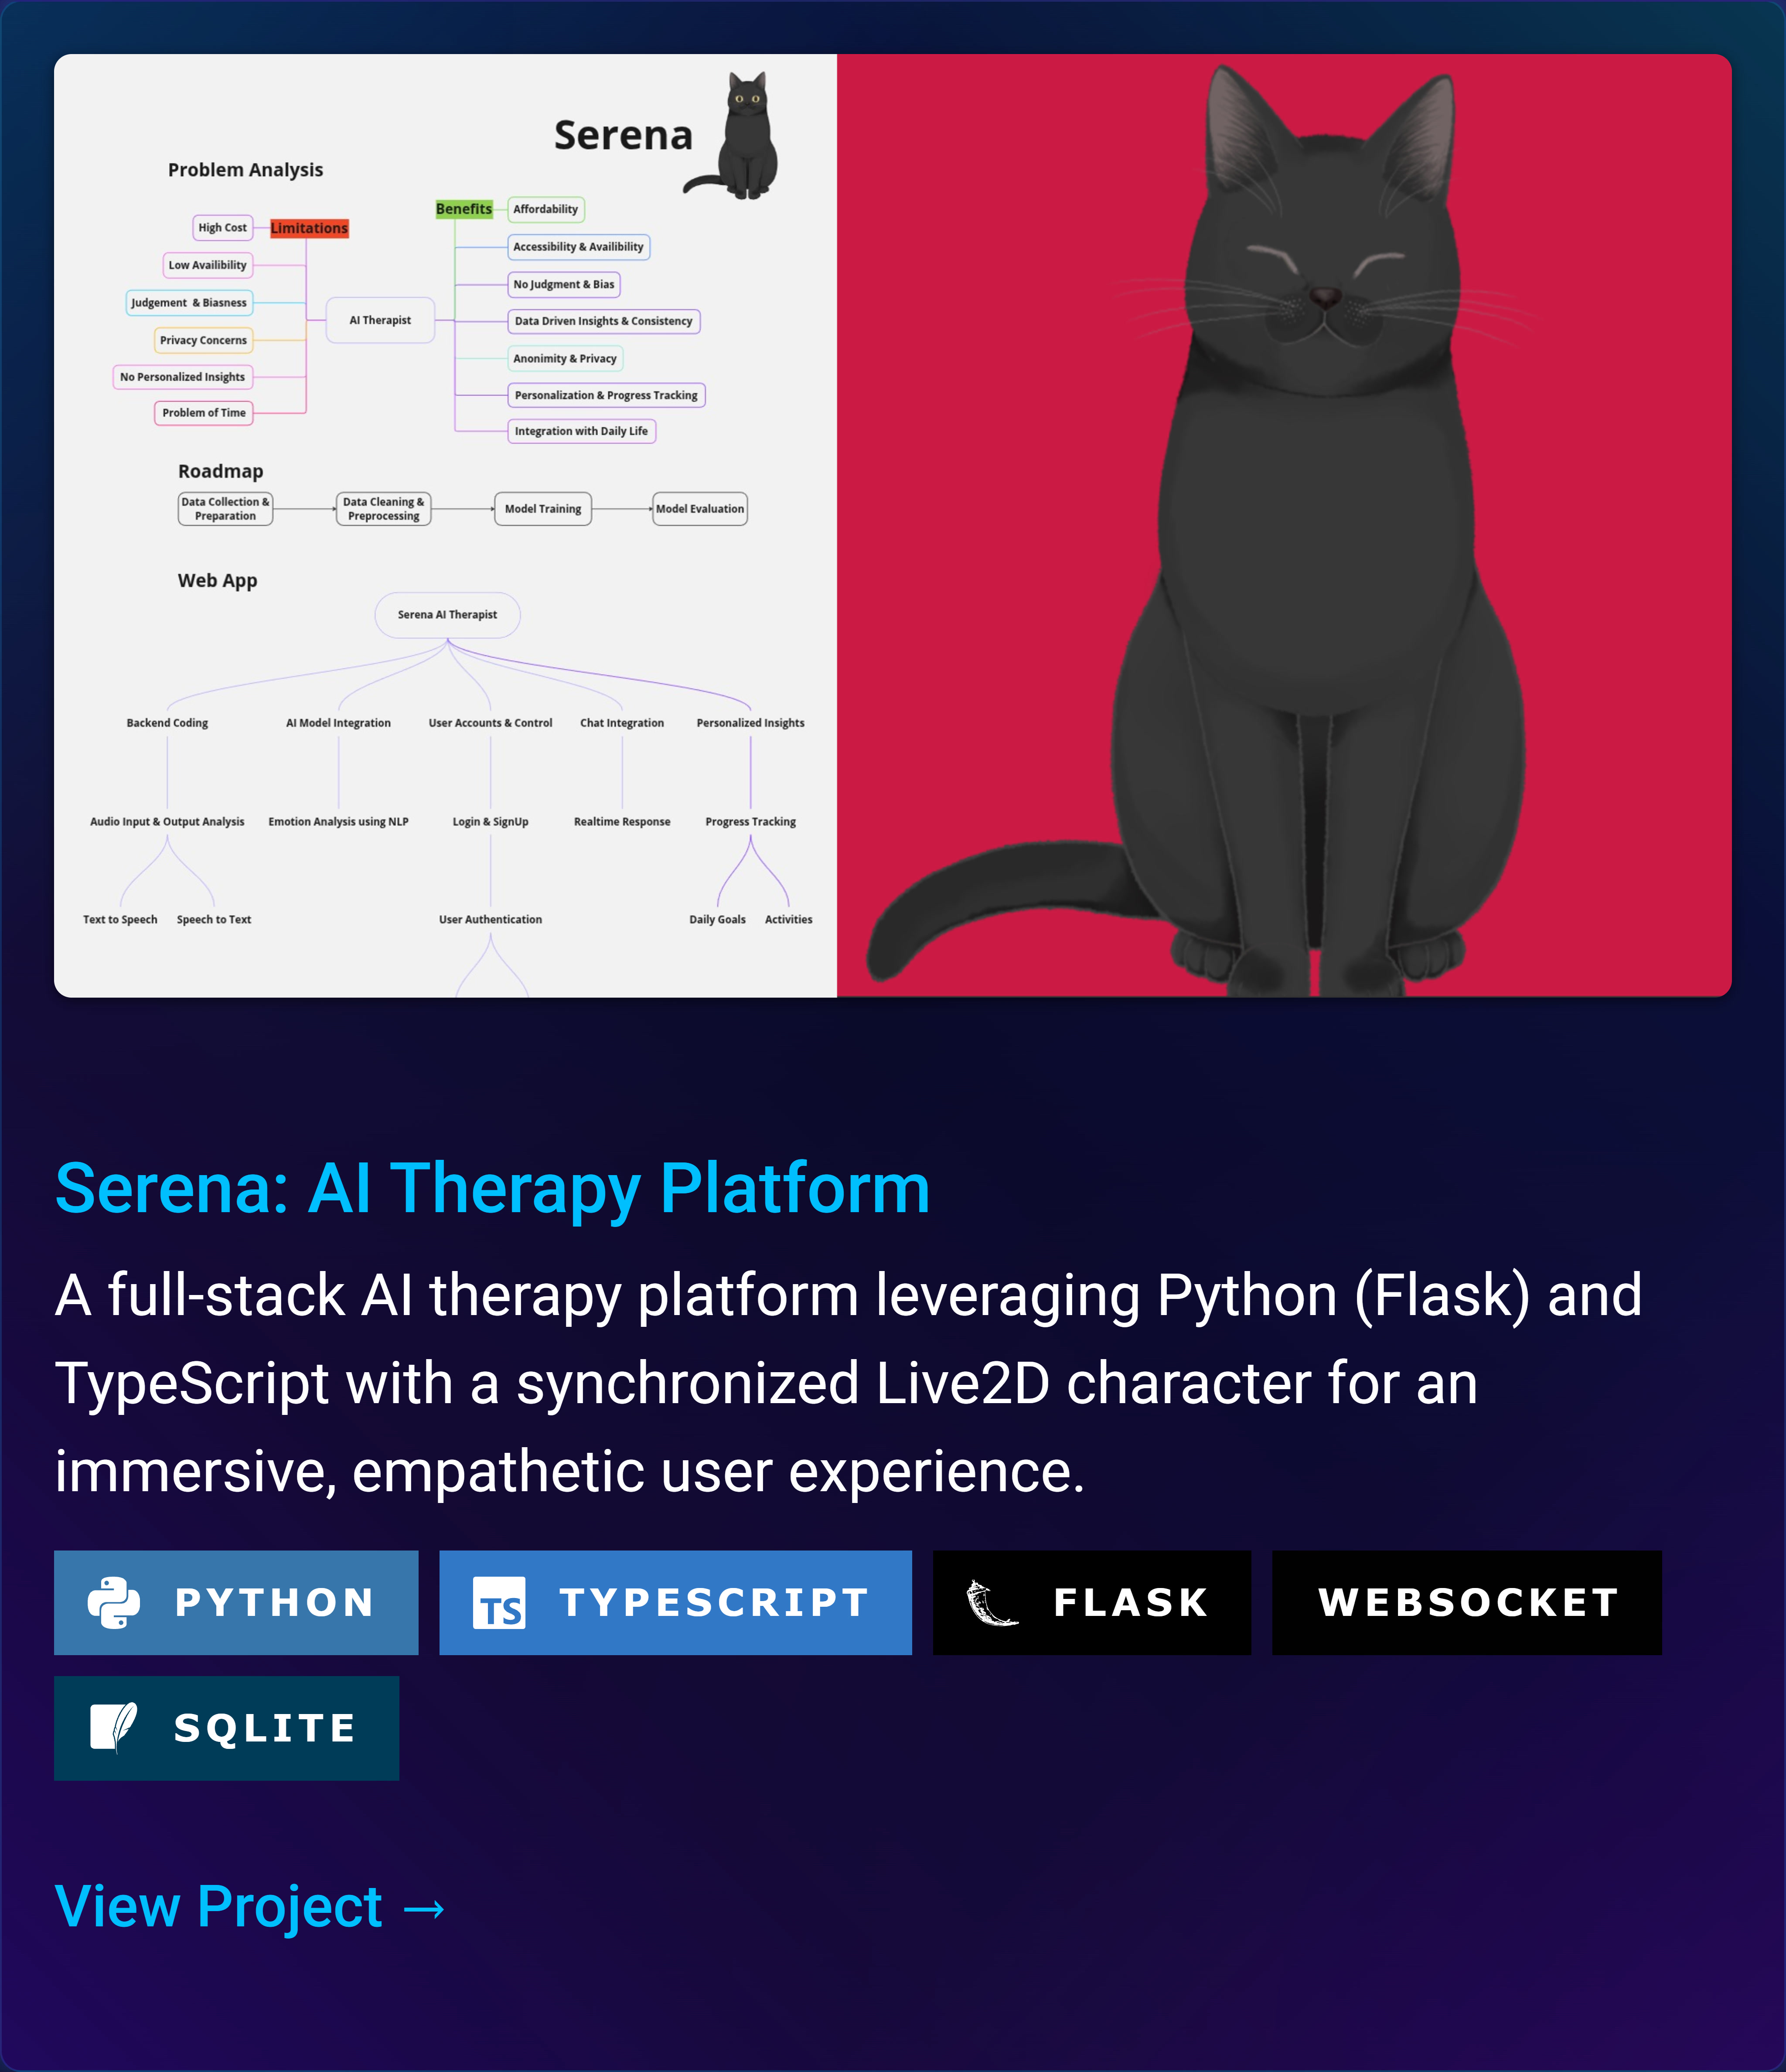 Serena
Problem Analysis
Limitations
High Cost
Low Availibility
Judgement & Biasness
Privacy Concerns
No Personalized Insights
Problem of Time
AI Therapist
Benefits
Affordability
Accessibility & Availibility
No Judgment & Bias
Data Driven Insights & Consistency
Anonimity & Privacy
Personalization & Progress Tracking
Integration with Daily Life
Roadmap
Data Collection &
Preparation
Data Cleaning &
Preprocessing
Model Training
Model Evaluation
Web App
Serena AI Therapist
Backend Coding
AI Model Integration
User Accounts & Control
Chat Integration
Personalized Insights
Audio Input & Output Analysis
Emotion Analysis using NLP
Login & SignUp
Realtime Response
Progress Tracking
Text to Speech
Speech to Text
User Authentication
Daily Goals
Activities
Serena: AI Therapy Platform
A full-stack AI therapy platform leveraging Python (Flask) and
TypeScript with a synchronized Live2D character for an
immersive, empathetic user experience.
PYTHON
TS TYPESCRIPT
FLASK
WEBSOCKET
SQLITE
View Project →